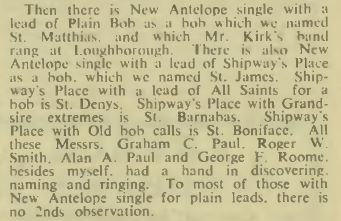 Then there is New Antelope single with a
lead of Plain Bob as a bob which we named
St. Matthias, and which Mr. Kirk's band
rang at Loughborough. There is also New
Antelope single with a lead of Shipway's Place
as a bob, which we named St. James. Ship-
way's Place with a lead of All Saints for a
bob is St. Denys. Shipway's Place with Grand-
sire extremes is St. Barnabas. Shipway's
Place with Old bob calls is St. Boniface. All
these Messrs. Graham C. Paul, Roger W.
Smith, Alan A. Paul and George F. Roome,
besides myself, had a hand in discovering,
naming and ringing. To most of those with
New Antelope single for plain leads, there is
no 2nds observation.